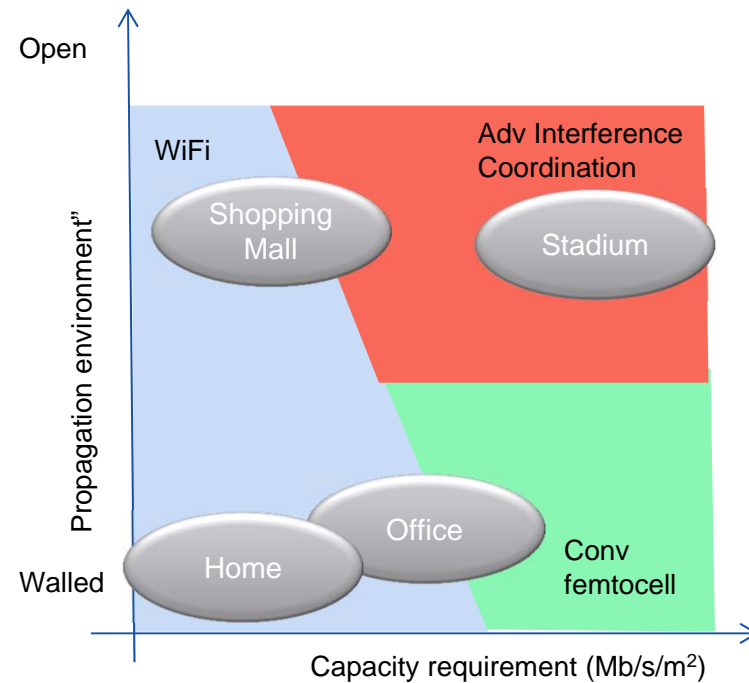 Open
WiFi
Adv Interference
Coordination
Shopping
Mall
Stadium
Propagation environment”
Office
Home
Conv
femtocell
Walled
Capacity requirement (Mb/s/m²)